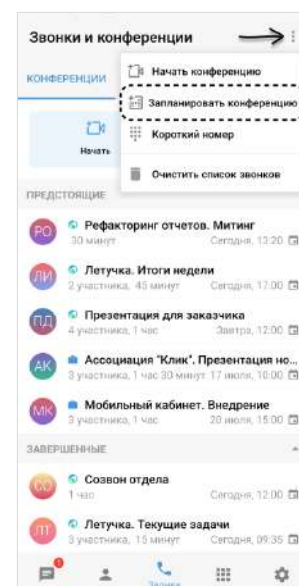 Звонки и конференции
КОНФЕРЕНЦИИ
Начать конференцию
Запланировать конференцию
Короткий номер
Очистить список звонков
Начать
ПРЕДСТОЯЩИЕ
РО
Рефакторинг отчетов. Митинг
30 минут
Сегодня, 13:20
ЛИ
Летучка. Итоги недели
2 участника, 45 минут
Сегодня, 17:00
ПД
Презентация для заказчика
4 участника, 1 час
Завтра, 12:00
АК
Ассоциация "Клик". Презентация но...
3 участника, 1 час 30 минут
17 июля, 10:00
МК
Мобильный кабинет. Внедрение
3 участника, 1 час
20 июля, 15:00
ЗАВЕРШЕННЫЕ
СО
Созвон отдела
1 час
Сегодня, 12:00
ЛТ
Летучка. Текущие задачи
3 участника, 15 минут
Сегодня, 09:35
Звонки